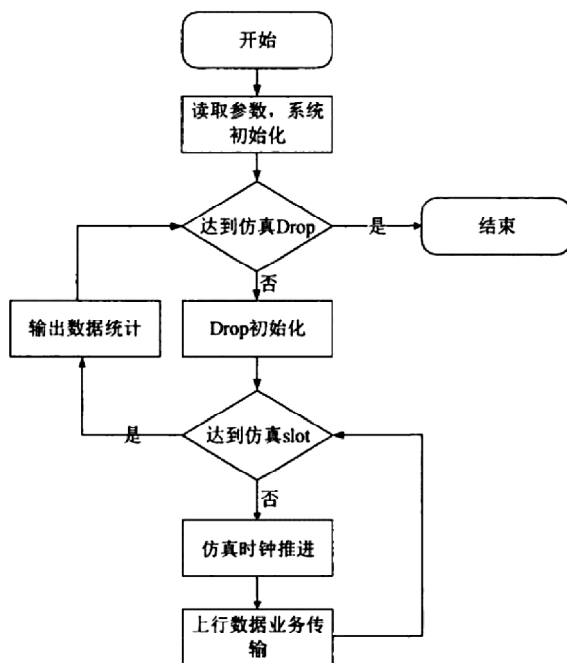 开始
读取参数，系统
初始化
达到仿真Drop
是
结束
否
输出数据统计
Drop初始化
是
达到仿真slot
否
仿真时钟推进
上行数据业务传
输